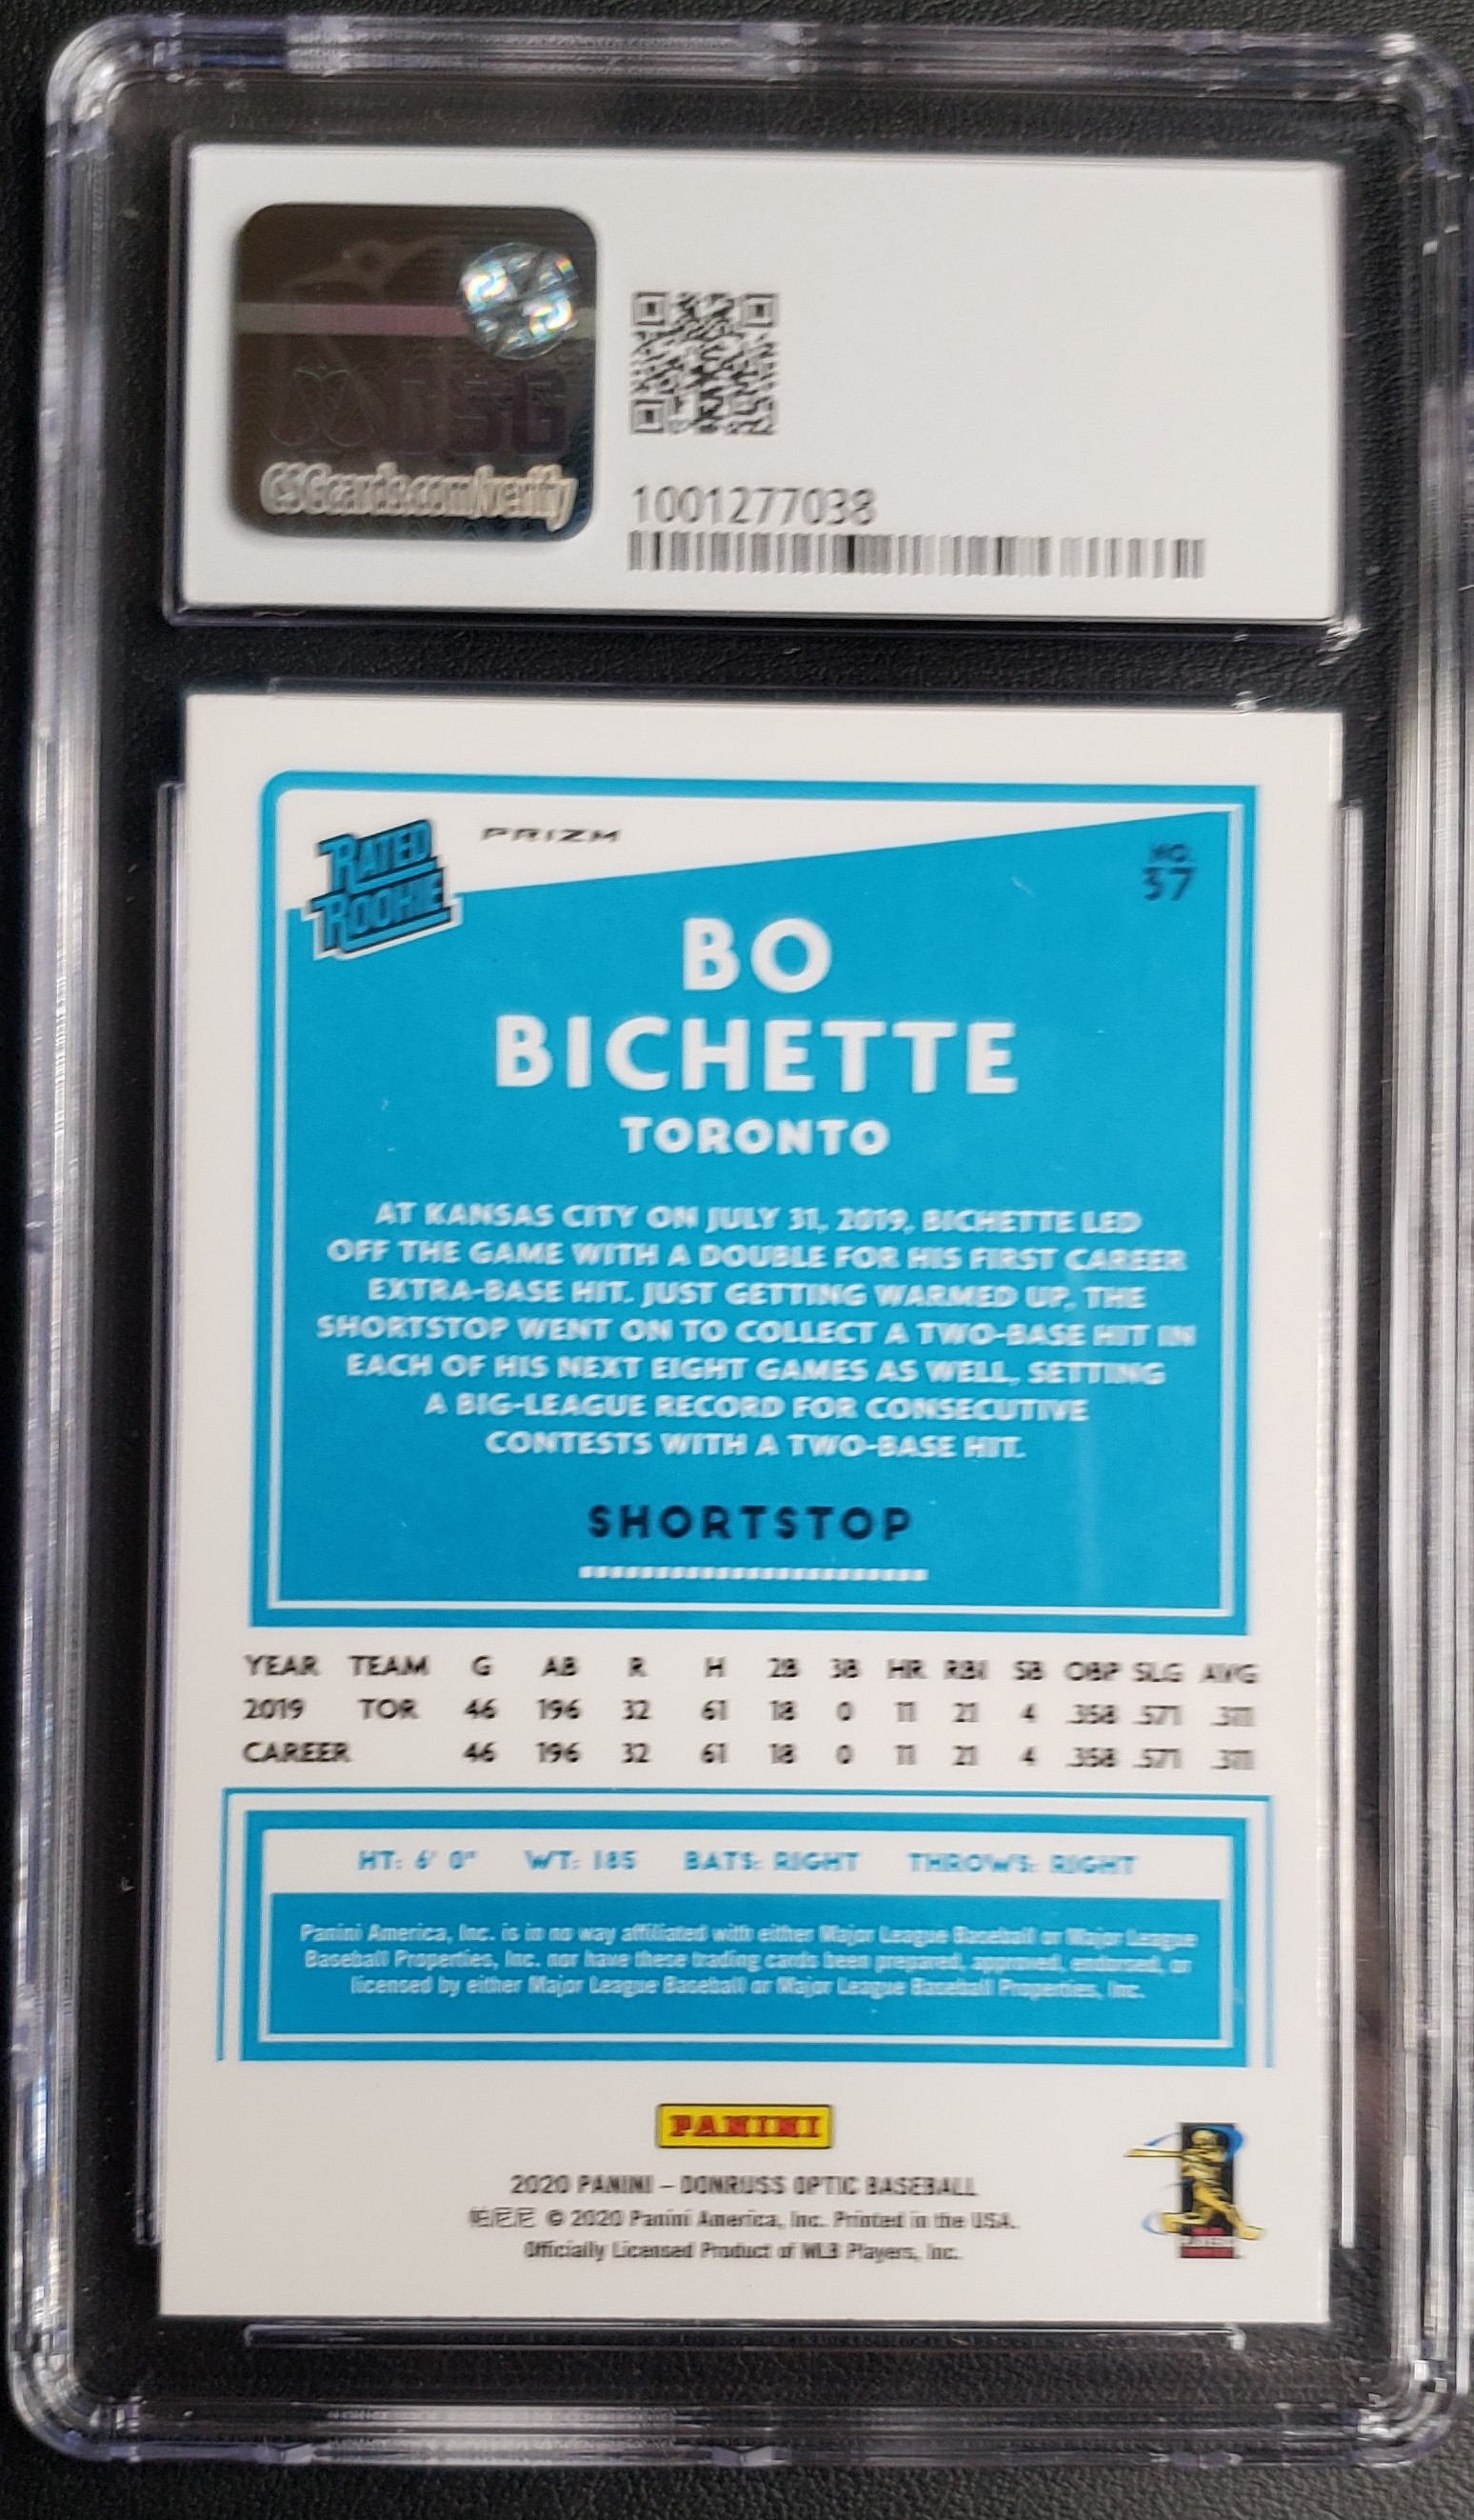 CSG
CSGcards.com/verify
1001277038
RATED
ROOKIE
PRIZM
NO.
57
BO
BICHETTE
TORONTO
AT KANSAS CITY ON JULY 31, 2019, BICHETTE LED
OFF THE GAME WITH A DOUBLE FOR HIS FIRST CAREER
EXTRA-BASE HIT. JUST GETTING WARMED UP, THE
SHORTSTOP WENT ON TO COLLECT A TWO-BASE HIT IN
EACH OF HIS NEXT EIGHT GAMES AS WELL, SETTING
A BIG-LEAGUE RECORD FOR CONSECUTIVE
CONTESTS WITH A TWO-BASE HIT.
SHORTSTOP
YEAR TEAM G AB R H 2B 3B HR RBI SB OBP SLG AVG
2019 TOR 46 196 32 61 18 0 11 21 4 .358 .571 .311
CAREER 46 196 32 61 18 0 11 21 4 .358 .571 .311
HT: 6' 0" WT: 185 BATS: RIGHT THROWS: RIGHT
Panini America, Inc. is in no way affiliated with either Major League Baseball or Major League
Baseball Properties, Inc. nor have these trading cards been prepared, approved, endorsed, or
licensed by either Major League Baseball or Major League Baseball Properties, Inc.
PANINI
2020 PANINI – DONRUSS OPTIC BASEBALL
帕尼尼 © 2020 Panini America, Inc. Printed in the USA.
Officially Licensed Product of MLB Players, Inc.